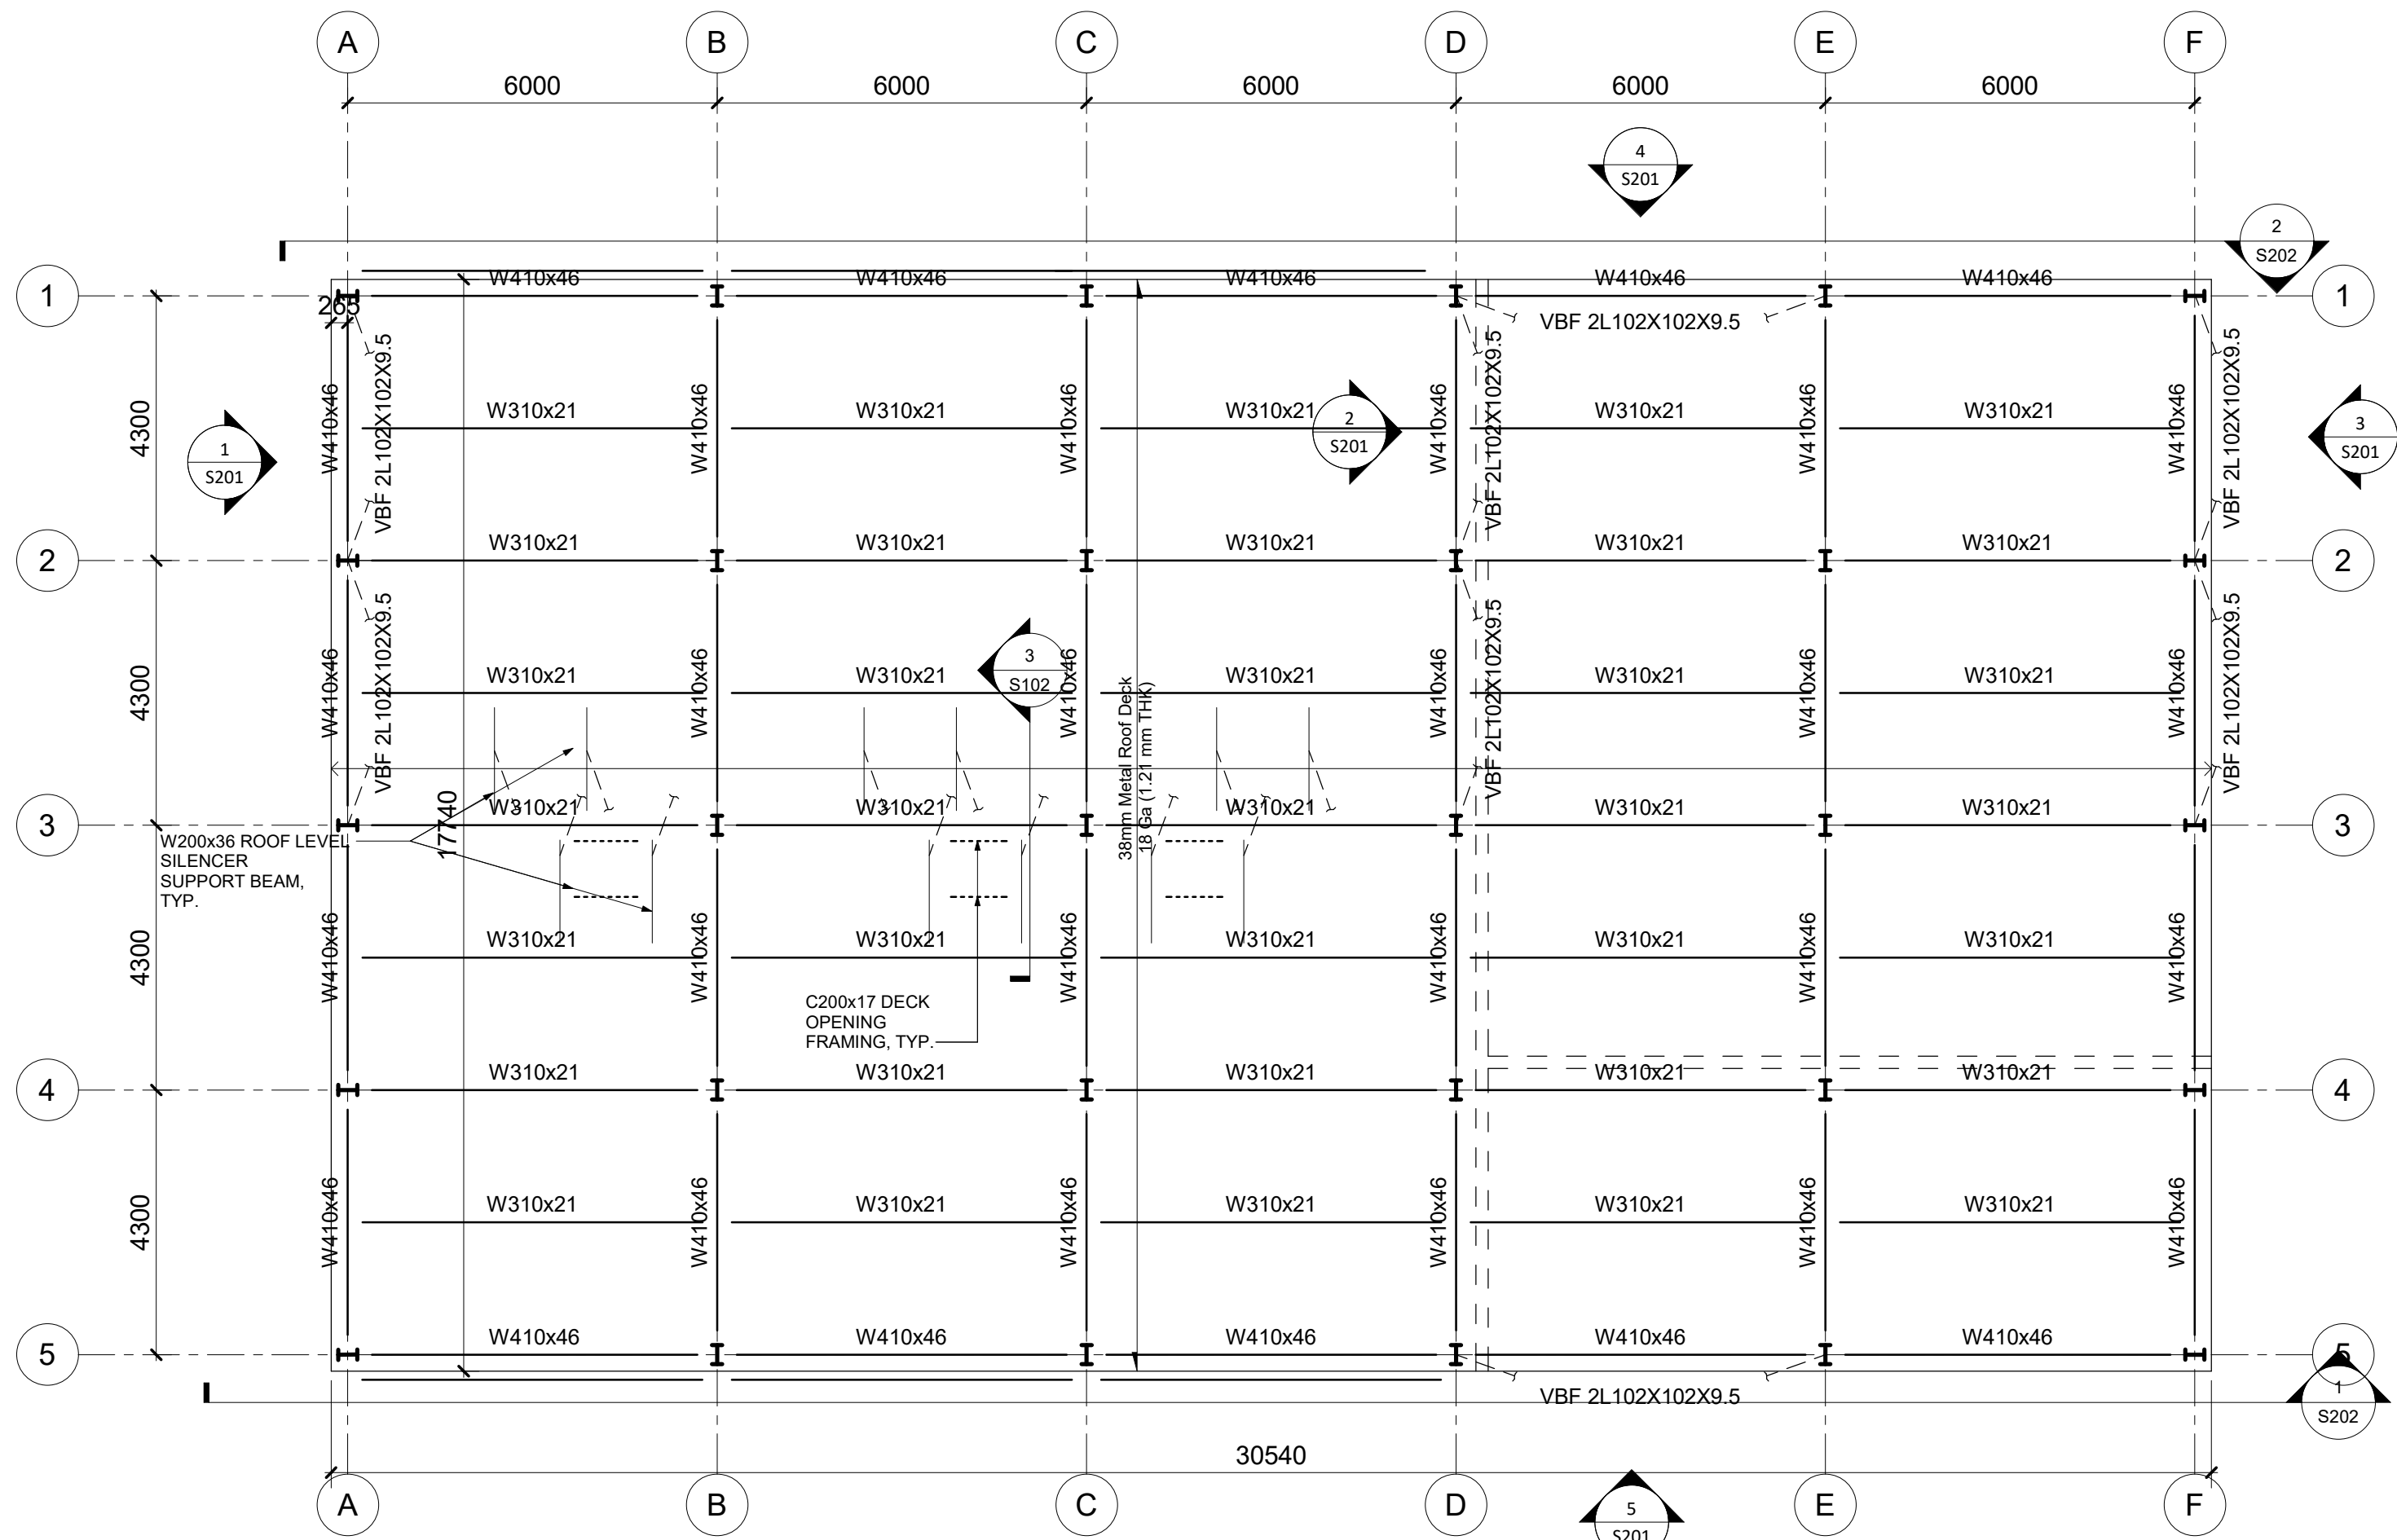 A B C D E F
6000 6000 6000 6000 6000
4
S201
2
S202
W410x46 W410x46 W410x46 W410x46 W410x46
1 1
265
VBF 2L102X102X9.5
4300
W410x46
VBF 2L102X102X9.5
W410x46
W410x46
W410x46
VBF 2L102X102X9.5
W410x46
W410x46
VBF 2L102X102X9.5
W310x21 W310x21 W310x21 W310x21 W310x21
1
S201
2
S201
3
S201
W310x21 W310x21 W310x21 W310x21 W310x21
2 2
4300
W410x46
VBF 2L102X102X9.5
W410x46
W410x46
W410x46
VBF 2L102X102X9.5
W410x46
W410x46
VBF 2L102X102X9.5
W310x21 W310x21 W310x21 W310x21 W310x21
3
S102
38mm Metal Roof Deck
18 Ga (1.21 mm THK)
17740
W310x21 W310x21 W310x21 W310x21 W310x21
3 3
W200x36 ROOF LEVEL
SILENCER
SUPPORT BEAM,
TYP.
4300
W410x46
W410x46
W410x46
W410x46
W410x46
W410x46
W310x21 W310x21 W310x21 W310x21 W310x21
C200x17 DECK
OPENING
FRAMING, TYP.
W310x21 W310x21 W310x21 W310x21 W310x21
4 4
4300
W410x46
W410x46
W410x46
W410x46
W410x46
W410x46
W310x21 W310x21 W310x21 W310x21 W310x21
W410x46 W410x46 W410x46 W410x46 W410x46
5 5
VBF 2L102X102X9.5
1
S202
30540
A B C D E F
5
S201